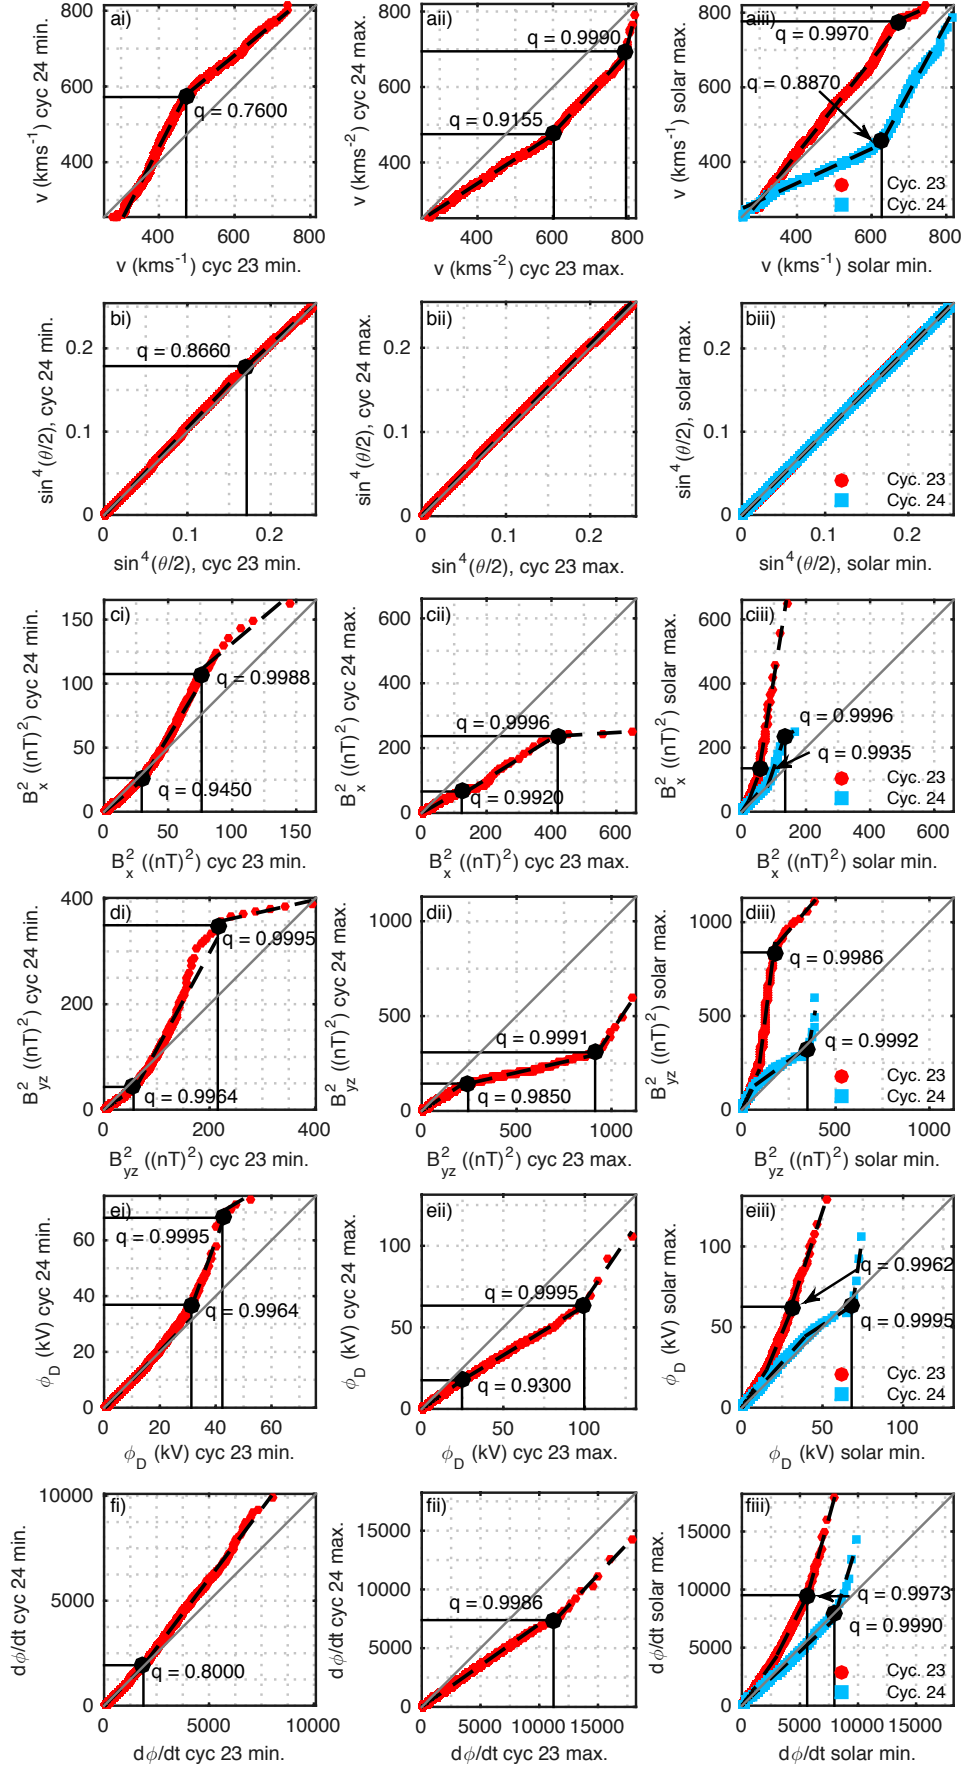 ai)
v (kms-1) cyc 24 min.
800
600
400
q = 0.7600
400 600 800
v (kms-1) cyc 23 min.
aii)
v (kms-2) cyc 24 max.
800
600
400
q = 0.9990
q = 0.9155
400 600 800
v (kms-2) cyc 23 max.
aiii)
v (kms-1) solar max.
800
600
400
q = 0.9970
q = 0.8870
Cyc. 23
Cyc. 24
400 600 800
v (kms-1) solar min.
bi)
sin4(θ/2), cyc 24 min.
0.2
0.1
0
q = 0.8660
0 0.1 0.2
sin4(θ/2), cyc 23 min.
bii)
sin4(θ/2), cyc 24 max.
0.2
0.1
0
0 0.1 0.2
sin4(θ/2), cyc 23 max.
biii)
sin4(θ/2), solar max.
0.2
0.1
0
Cyc. 23
Cyc. 24
0 0.1 0.2
sin4(θ/2), solar min.
ci)
B2x ((nT)2) cyc 24 min.
150
100
50
0
q = 0.9988
q = 0.9450
0 50 100 150
B2x ((nT)2) cyc 23 min.
cii)
B2x ((nT)2) cyc 24 max.
600
400
200
0
q = 0.9996
q = 0.9920
0 200 400 600
B2x ((nT)2) cyc 23 max.
ciii)
B2x ((nT)2) solar max.
600
400
200
0
q = 0.9996
q = 0.9935
Cyc. 23
Cyc. 24
0 200 400 600
B2x ((nT)2) solar min.
di)
B2yz ((nT)2) cyc 24 min.
400
200
0
q = 0.9995
q = 0.9964
0 200 400
B2yz ((nT)2) cyc 23 min.
dii)
B2yz ((nT)2) cyc 24 max.
1000
500
0
q = 0.9991
q = 0.9850
0 500 1000
B2yz ((nT)2) cyc 23 max.
diii)
B2yz ((nT)2) solar max.
1000
500
0
q = 0.9986
q = 0.9992
Cyc. 23
Cyc. 24
0 500 1000
B2yz ((nT)2) solar min.
ei)
ϕD (kV) cyc 24 min.
60
40
20
0
q = 0.9995
q = 0.9964
0 20 40 60
ϕD (kV) cyc 23 min.
eii)
ϕD (kV) cyc 24 max.
100
50
0
q = 0.9995
q = 0.9300
0 50 100
ϕD (kV) cyc 23 max.
eiii)
ϕD (kV) solar max.
100
50
0
q = 0.9962
q = 0.9995
Cyc. 23
Cyc. 24
0 50 100
ϕD (kV) solar min.
fi)
dϕ/dt cyc 24 min.
10000
5000
0
q = 0.8000
0 5000 10000
dϕ/dt cyc 23 min.
fii)
dϕ/dt cyc 24 max.
15000
10000
5000
0
q = 0.9986
0 5000 10000 15000
dϕ/dt cyc 23 max.
fiii)
dϕ/dt solar max.
15000
10000
5000
0
q = 0.9973
q = 0.9990
Cyc. 23
Cyc. 24
0 5000 10000 15000
dϕ/dt solar min.